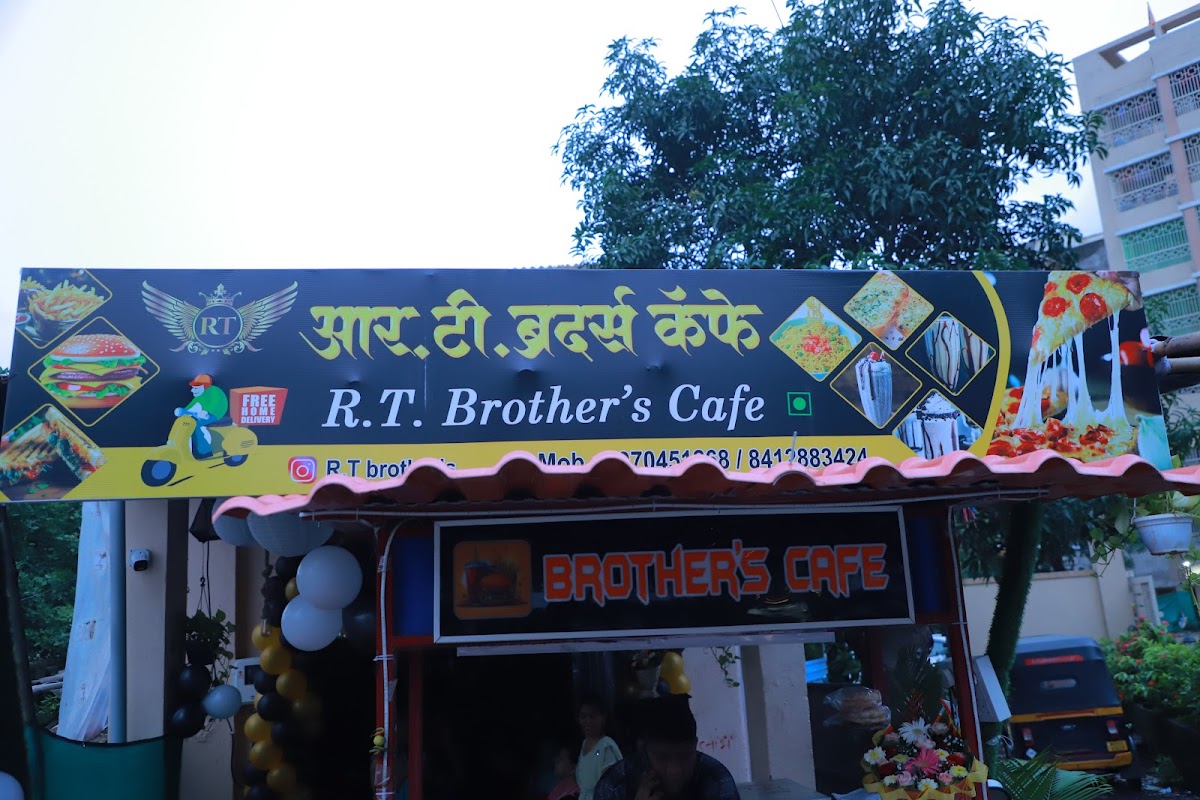 RT
आर.टी.ब्रदर्स कॅफे
R.T. Brother's Cafe
FREE
HOME
DELIVERY
8412883424
BROTHER'S CAFE